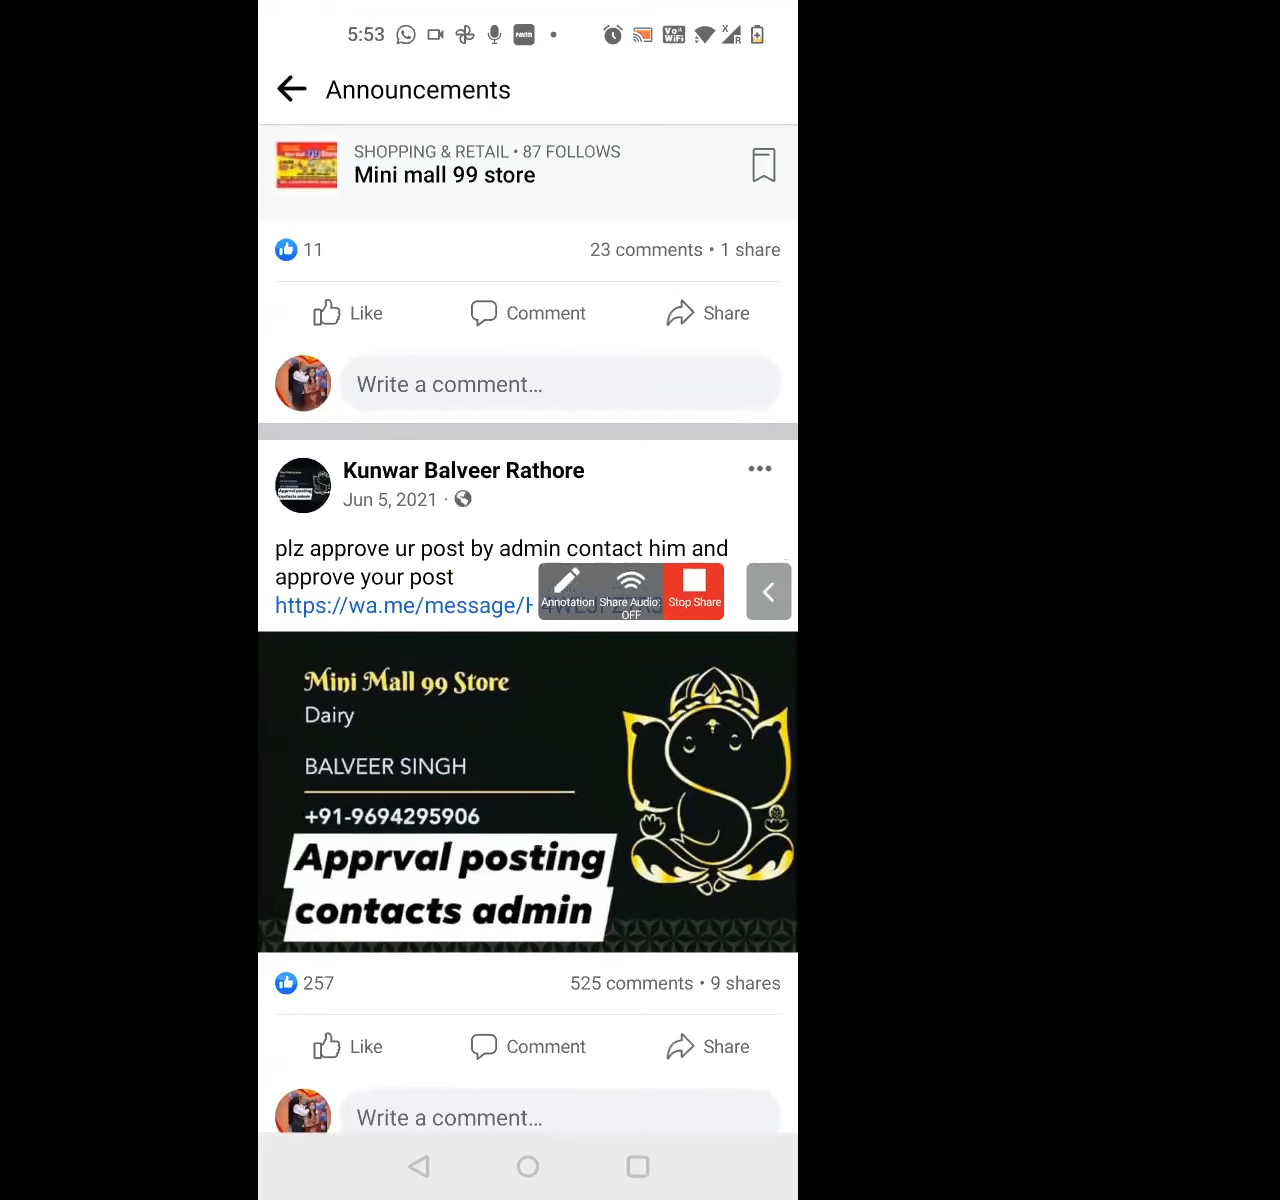 5:53
Paytm
Vo WiFi
X
R
Announcements
SHOPPING & RETAIL • 87 FOLLOWS
Mini mall 99 store
11
23 comments • 1 share
Like
Comment
Share
Write a comment...
Kunwar Balveer Rathore
Jun 5, 2021 ·
plz approve ur post by admin contact him and
approve your post
https://wa.me/message/
Annotation
Share Audio: OFF
Stop Share
Mini Mall 99 Store
Dairy
BALVEER SINGH
+91-9694295906
Apprval posting
contacts admin
257
525 comments • 9 shares
Like
Comment
Share
Write a comment...